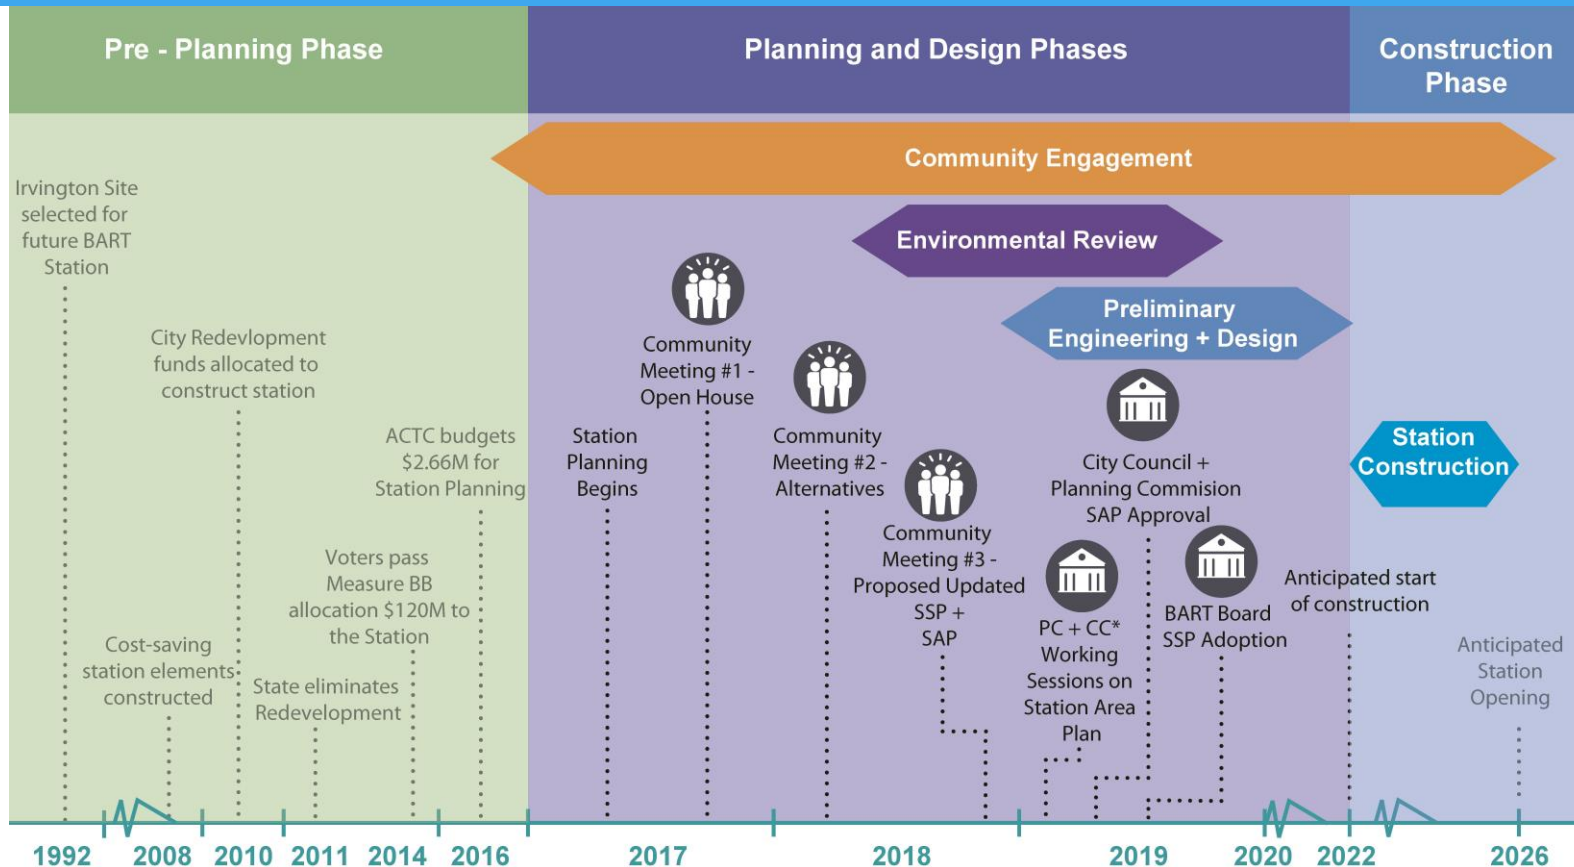 Pre - Planning Phase
Planning and Design Phases
Construction
Phase
Community Engagement
Environmental Review
Preliminary
Engineering + Design
Station
Construction
Irvington Site
selected for
future BART
Station
Cost-saving
station elements
constructed
City Redevlopment
funds allocated to
construct station
State eliminates
Redevelopment
Voters pass
Measure BB
allocation $120M to
the Station
ACTC budgets
$2.66M for
Station Planning
Station
Planning
Begins
Community
Meeting #1 -
Open House
Community
Meeting #2 -
Alternatives
Community
Meeting #3 -
Proposed Updated
SSP +
SAP
PC + CC*
Working
Sessions on
Station Area
Plan
City Council +
Planning Commision
SAP Approval
BART Board
SSP Adoption
Anticipated start
of construction
Anticipated
Station
Opening
1992
2008
2010
2011
2014
2016
2017
2018
2019
2020
2022
2026